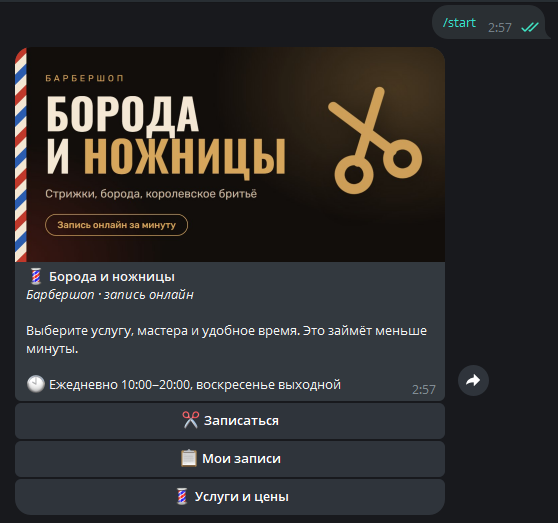 /start 2:57
БАРБЕРШОП
БОРОДА
И НОЖНИЦЫ
Стрижки, борода, королевское бритьё
Запись онлайн за минуту
Борода и ножницы
Барбершоп · запись онлайн
Выберите услугу, мастера и удобное время. Это займёт меньше
минуты.
Ежедневно 10:00–20:00, воскресенье выходной
2:57
Записаться
Мои записи
Услуги и цены